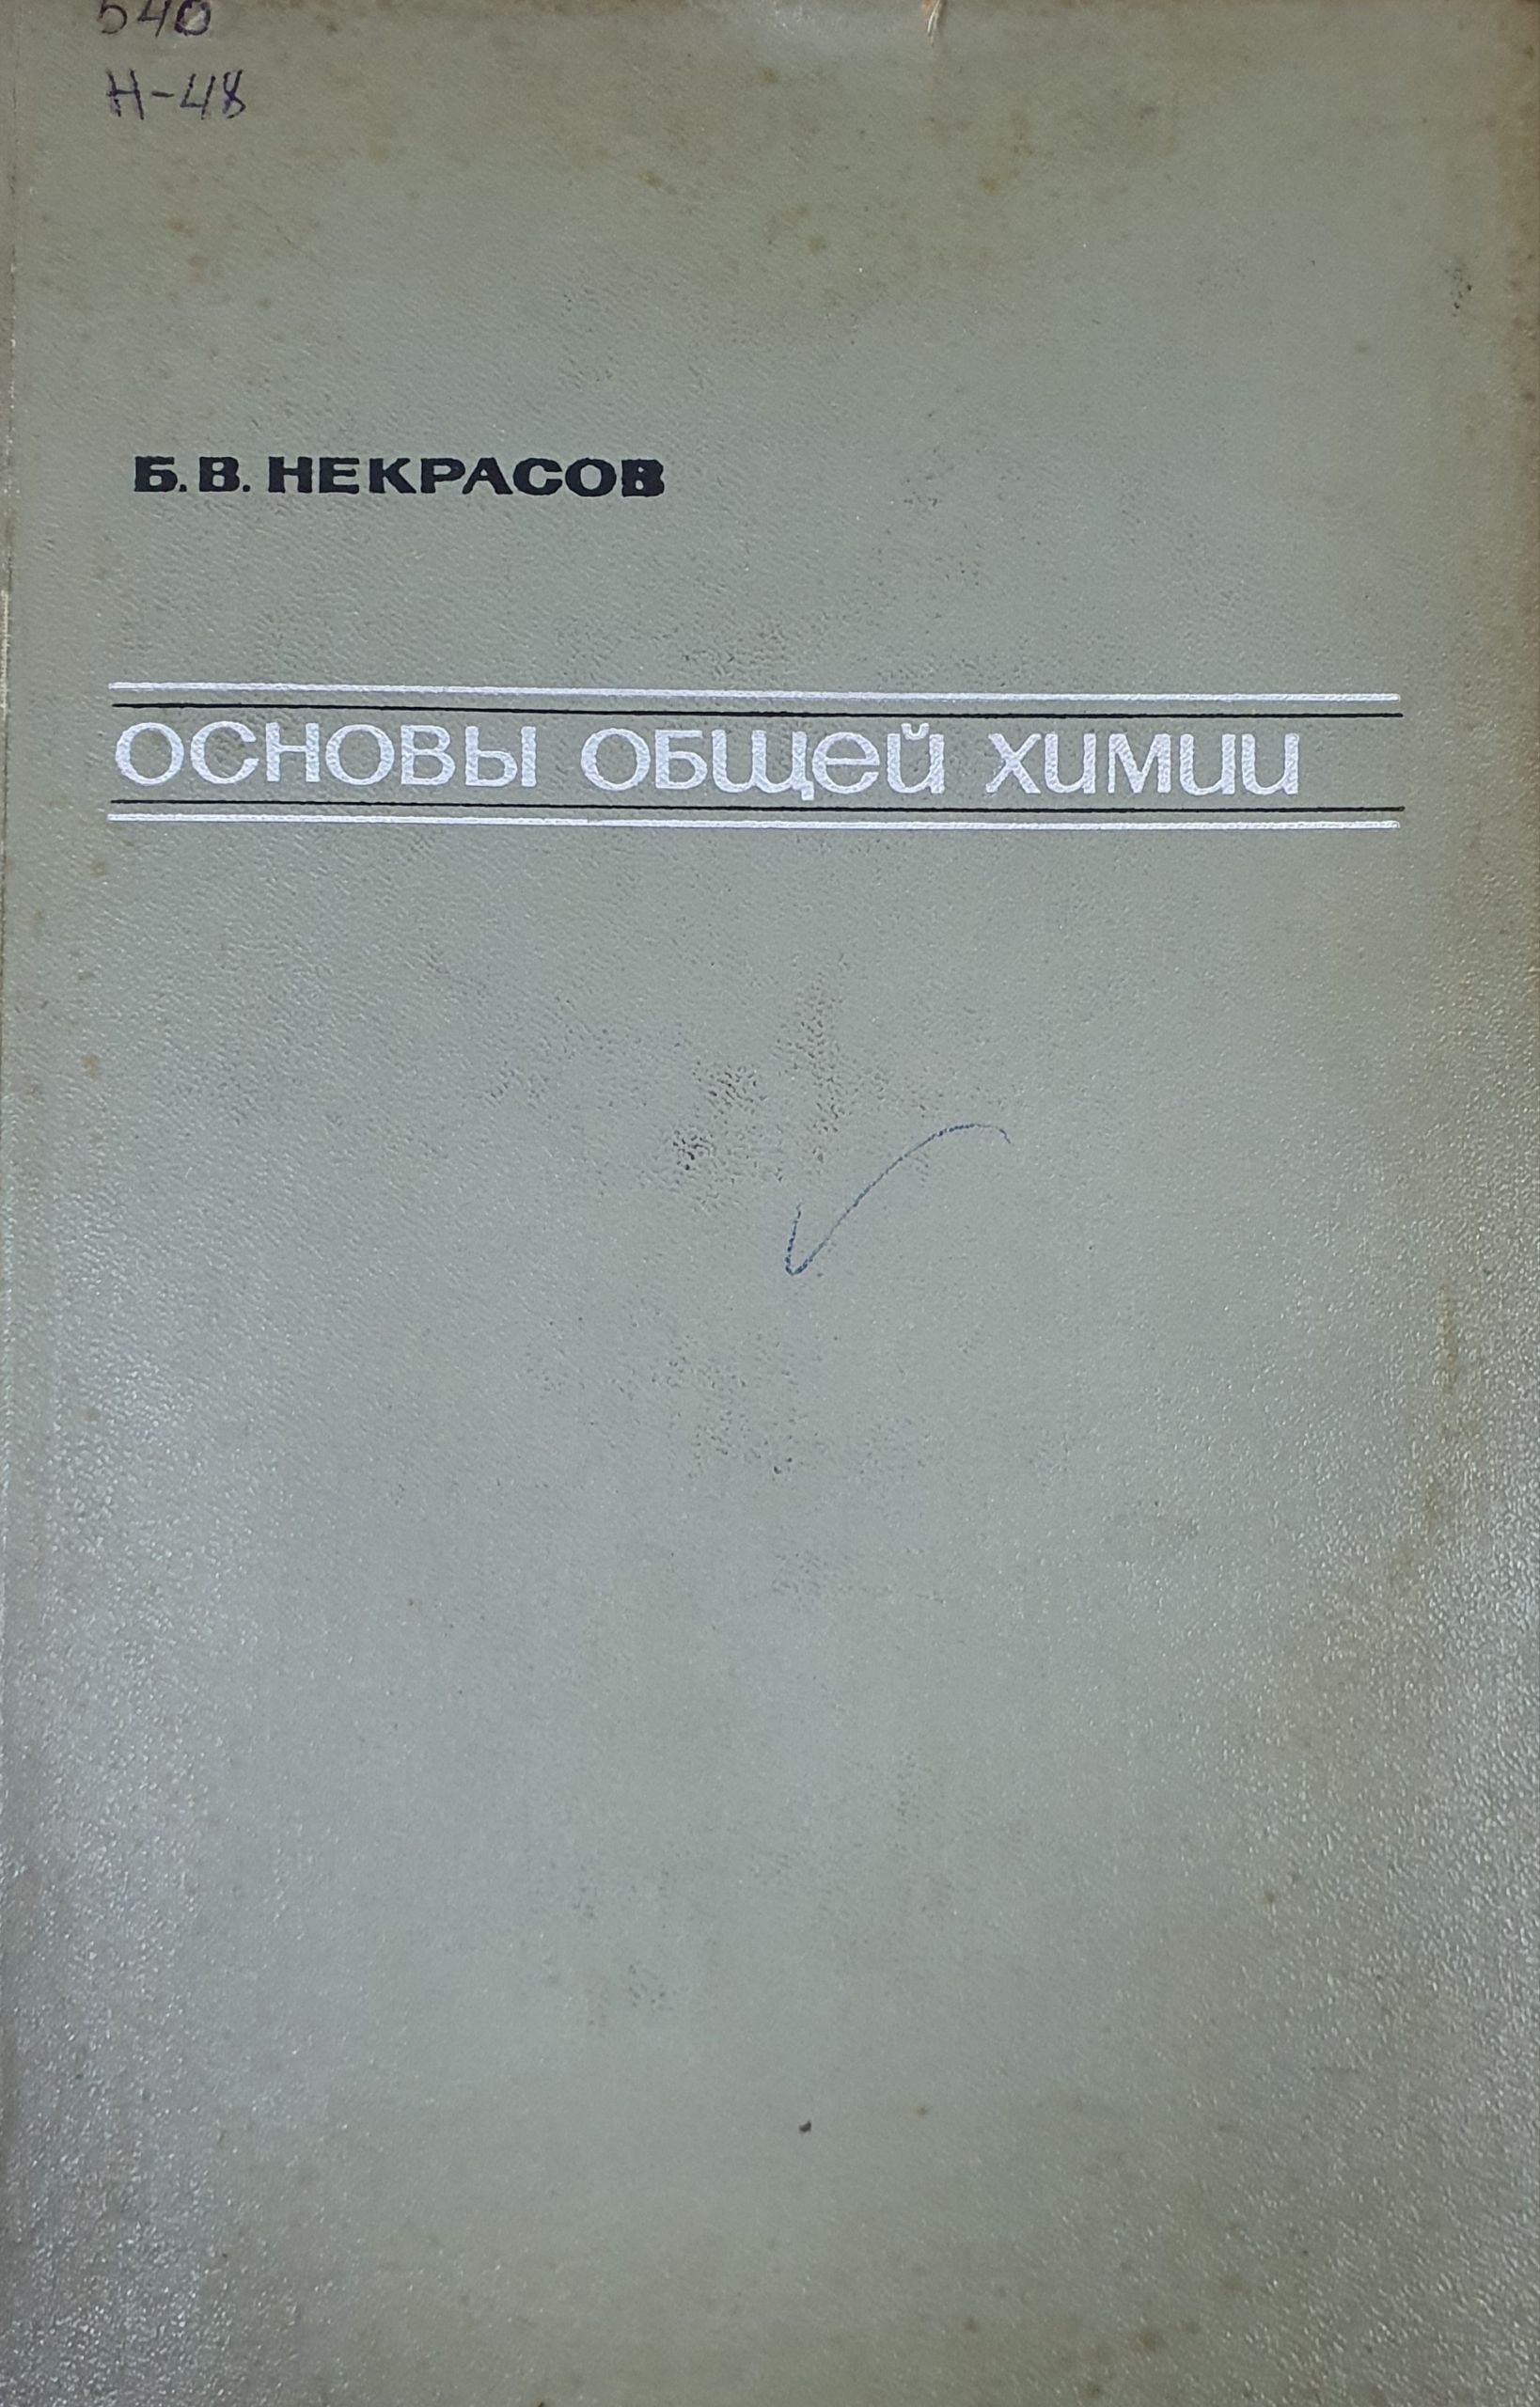 540
Н-48
Б. В. НЕКРАСОВ
ОСНОВЫ ОБЩЕЙ ХИМИИ